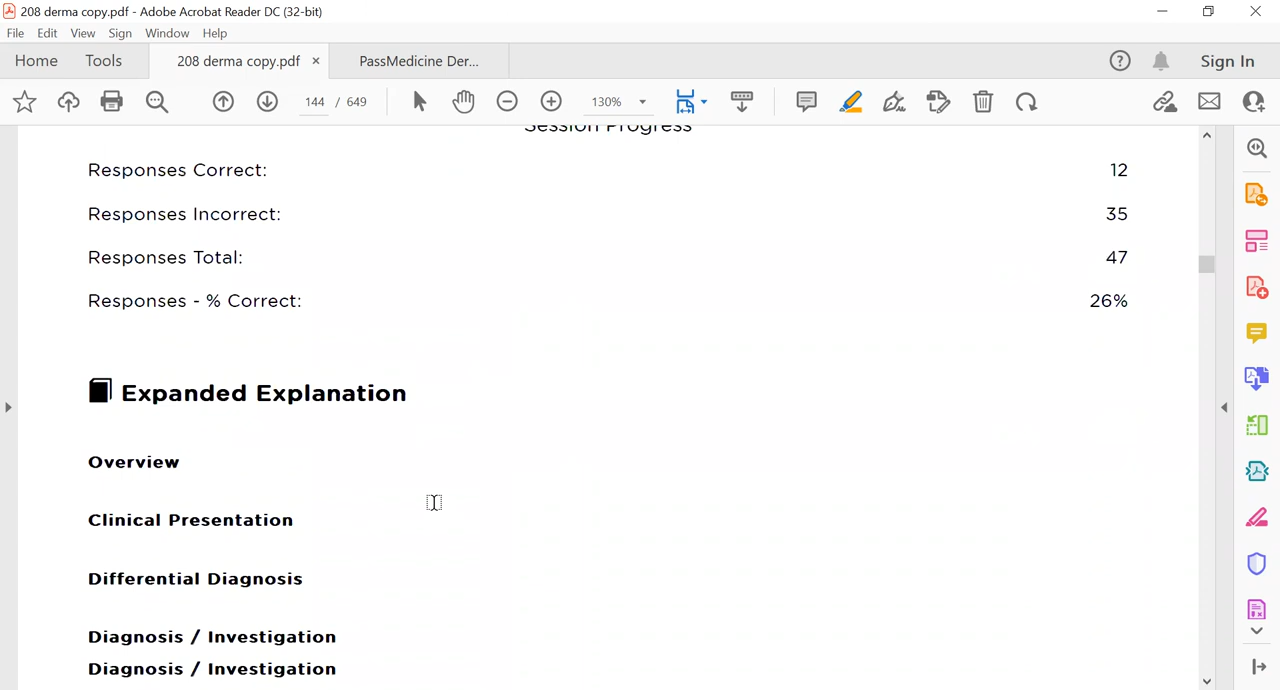 208 derma copy.pdf - Adobe Acrobat Reader DC (32-bit)
File Edit View Sign Window Help
Home Tools 208 derma copy.pdf × PassMedicine Der... Sign In
144 / 649 130%
Session Progress
Responses Correct: 12
Responses Incorrect: 35
Responses Total: 47
Responses - % Correct: 26%
Expanded Explanation
Overview
Clinical Presentation
Differential Diagnosis
Diagnosis / Investigation
Diagnosis / Investigation